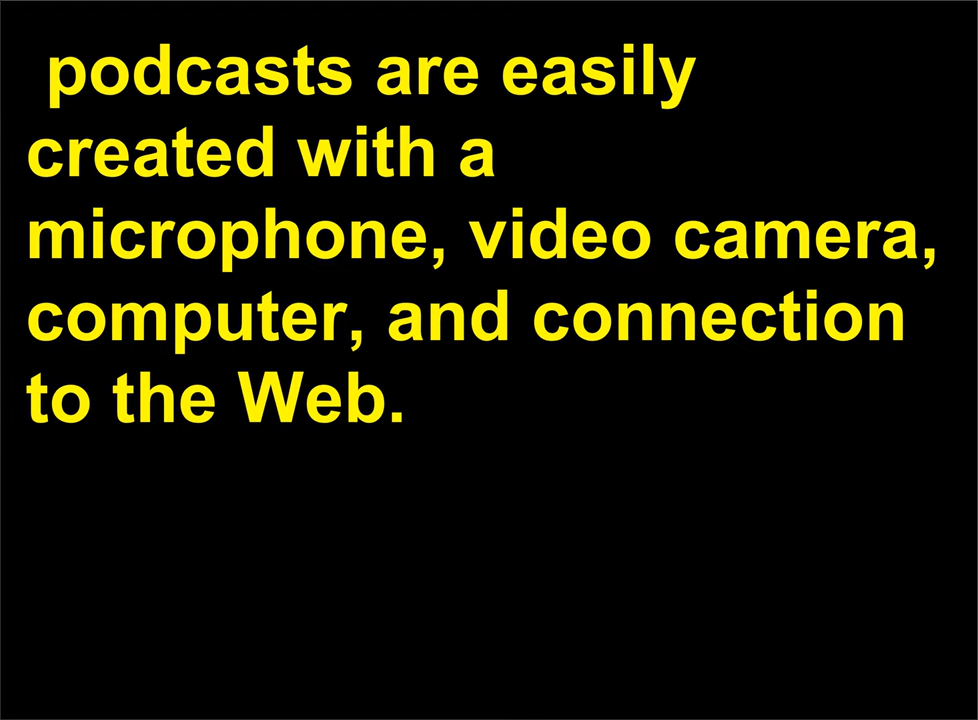 podcasts are easily
created with a
microphone, video camera,
computer, and connection
to the Web.